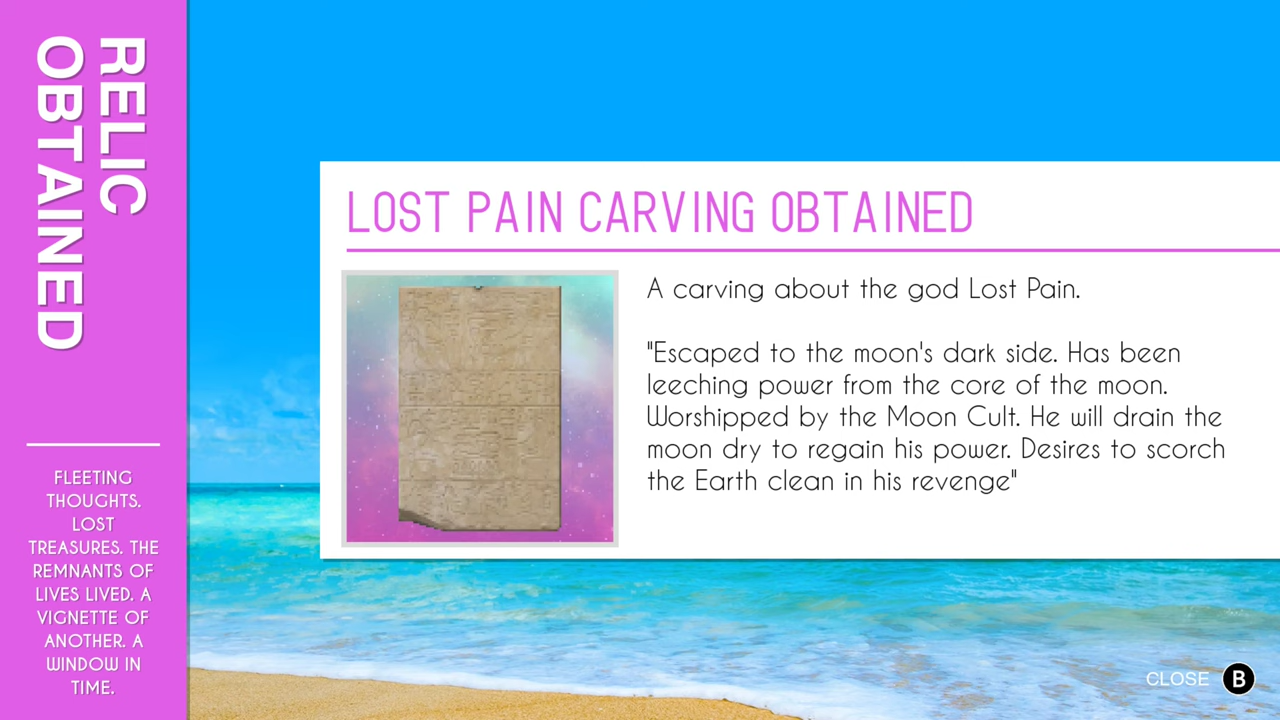 RELIC
OBTAINED
FLEETING
THOUGHTS.
LOST
TREASURES. THE
REMNANTS OF
LIVES LIVED. A
VIGNETTE OF
ANOTHER. A
WINDOW IN
TIME.
LOST PAIN CARVING OBTAINED
A carving about the god Lost Pain.
"Escaped to the moon's dark side. Has been
leeching power from the core of the moon.
Worshipped by the Moon Cult. He will drain the
moon dry to regain his power. Desires to scorch
the Earth clean in his revenge"
CLOSE B